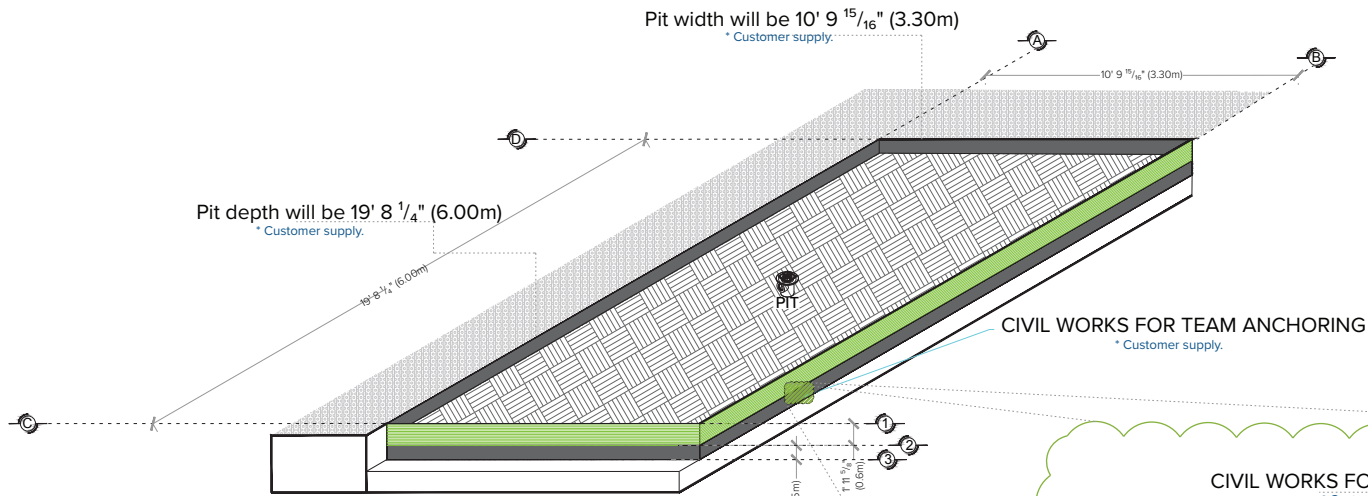 Pit width will be 10' 9 15/16" (3.30m)
* Customer supply.
A
B
10' 9 15/16" (3.30m)
D
Pit depth will be 19' 8 1/4" (6.00m)
* Customer supply.
19' 8 1/4" (6.00m)
PIT
CIVIL WORKS FOR TEAM ANCHORING
* Customer supply.
C
1
2
3
1' 11 5/8"
(0.6m)
CIVIL WORKS FO